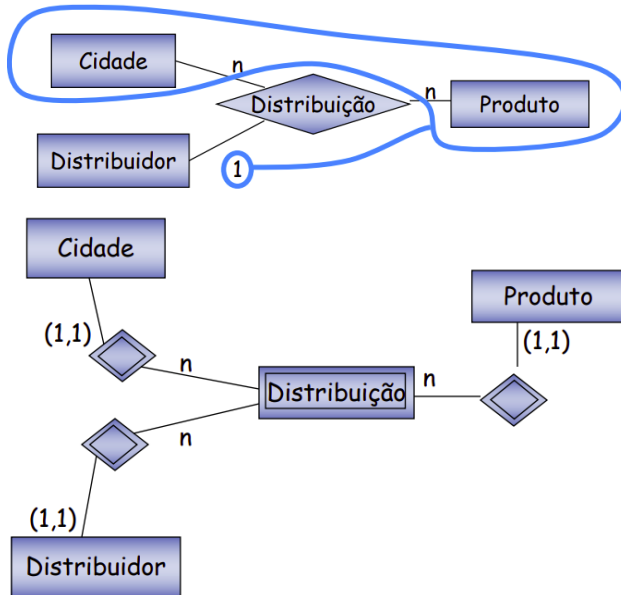 Cidade
n
n
Distribuição
Produto
Distribuidor
1
Cidade
Produto
(1,1)
(1,1)
n
n
Distribuição
n
(1,1)
Distribuidor